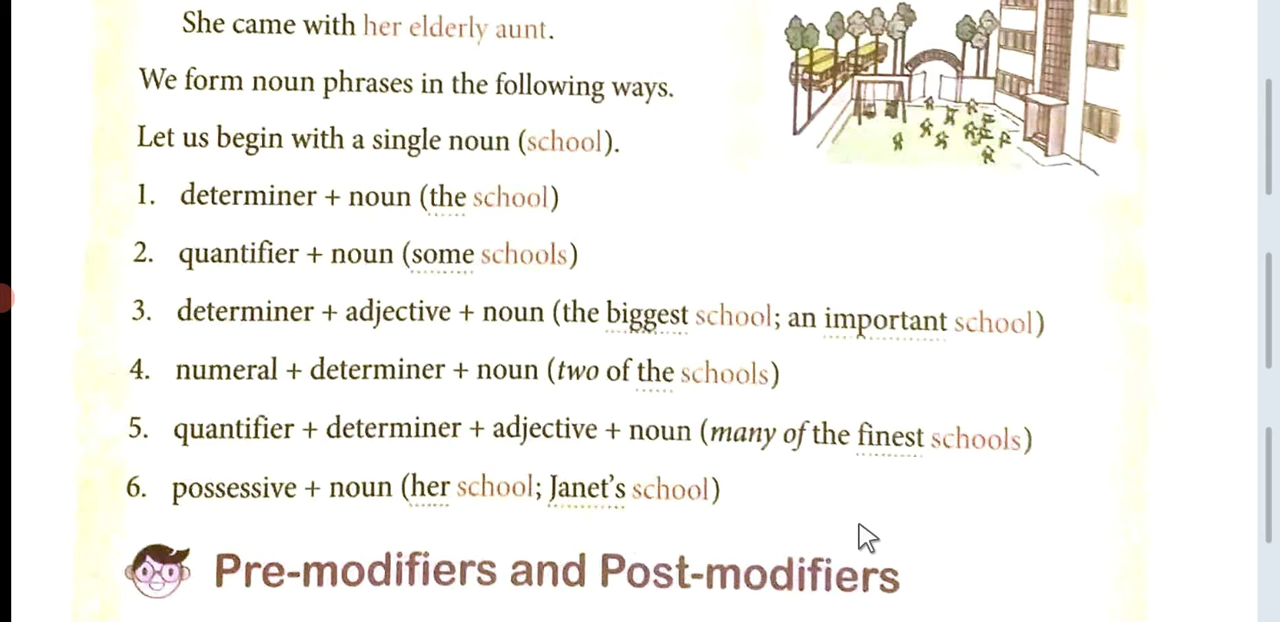 She came with her elderly aunt.
We form noun phrases in the following ways.
Let us begin with a single noun (school).
1. determiner + noun (the school)
2. quantifier + noun (some schools)
3. determiner + adjective + noun (the biggest school; an important school)
4. numeral + determiner + noun (two of the schools)
5. quantifier + determiner + adjective + noun (many of the finest schools)
6. possessive + noun (her school; Janet's school)
Pre-modifiers and Post-modifiers